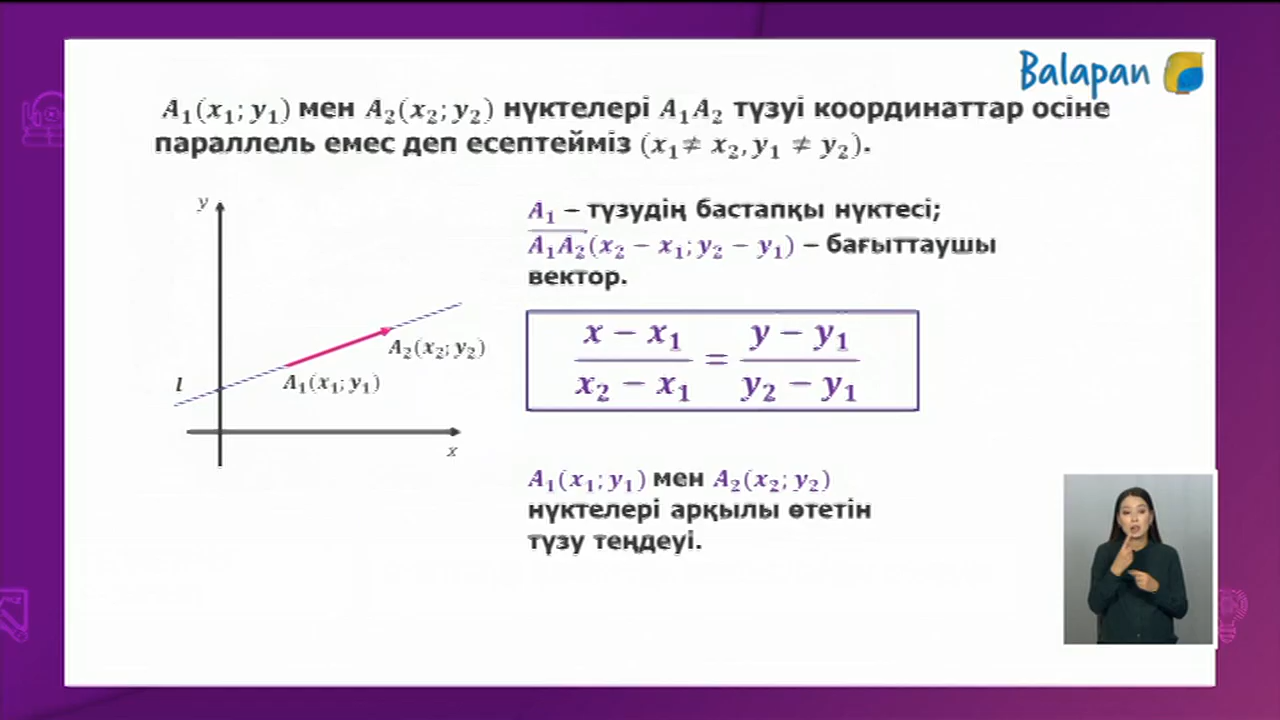 Balapan
A₁(x₁; y₁) мен A₂(x₂; y₂) нүктелері A₁A₂ түзуі координаттар осіне
параллель емес деп есептейміз (x₁≠ x₂, y₁ ≠ y₂).
y
A₁ – түзудің бастапқы нүктесі;
A₁A₂(x₂ − x₁; y₂ − y₁) – бағыттаушы
вектор.
x − x₁ / x₂ − x₁ = y − y₁ / y₂ − y₁
A₂(x₂; y₂)
l
A₁(x₁; y₁)
x
A₁(x₁; y₁) мен A₂(x₂; y₂)
нүктелері арқылы өтетін
түзу теңдеуі.